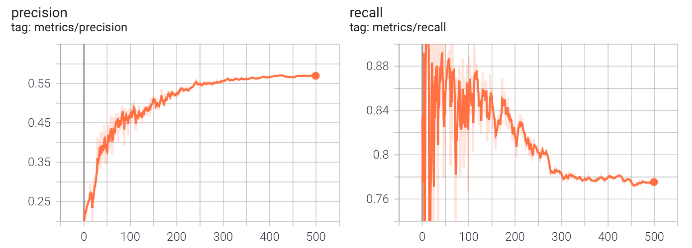 precision
tag: metrics/precision
0.55
0.45
0.35
0.25
0 100 200 300 400 500
recall
tag: metrics/recall
0.88
0.84
0.8
0.76
0 100 200 300 400 500